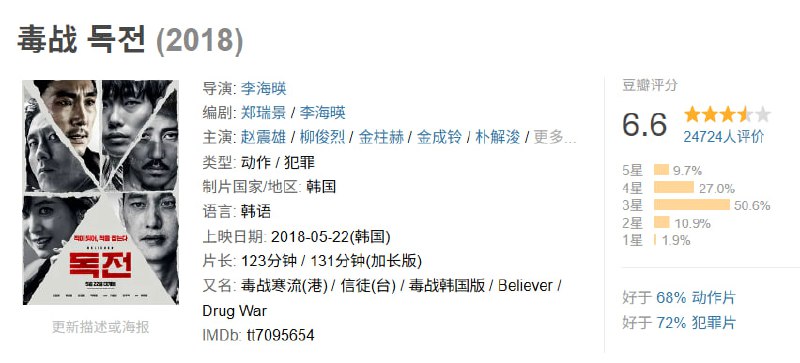 毒战 독전 (2018)
导演: 李海暎
编剧: 郑瑞景 / 李海暎
主演: 赵震雄 / 柳俊烈 / 金柱赫 / 金成铃 / 朴解浚 / 更多...
类型: 动作 / 犯罪
制片国家/地区: 韩国
语言: 韩语
上映日期: 2018-05-22(韩国)
片长: 123分钟 / 131分钟(加长版)
又名: 毒战寒流(港) / 信徒(台) / 毒战韩国版 / Believer /
Drug War
IMDb: tt7095654
BELIEVER
독전
更新描述或海报
豆瓣评分
6.6
24724人评价
5星 9.7%
4星 27.0%
3星 50.6%
2星 10.9%
1星 1.9%
好于 68% 动作片
好于 72% 犯罪片